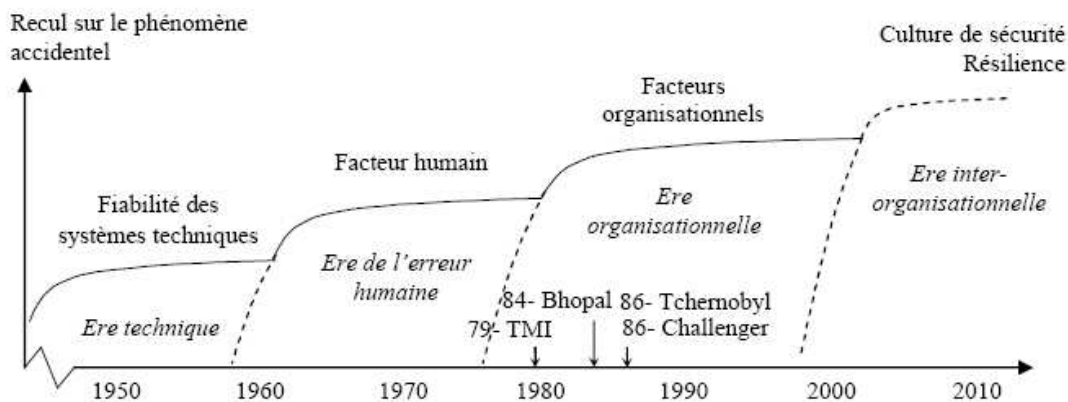 Recul sur le phénomène
accidentel
Culture de sécurité
Résilience
Facteurs
organisationnels
Facteur humain
Fiabilité des
systèmes techniques
Ere inter-
organisationnelle
Ere
organisationnelle
Ere de l'erreur
humaine
Ere technique
84- Bhopal
86- Tchernobyl
79- TMI
86- Challenger
1950 1960 1970 1980 1990 2000 2010